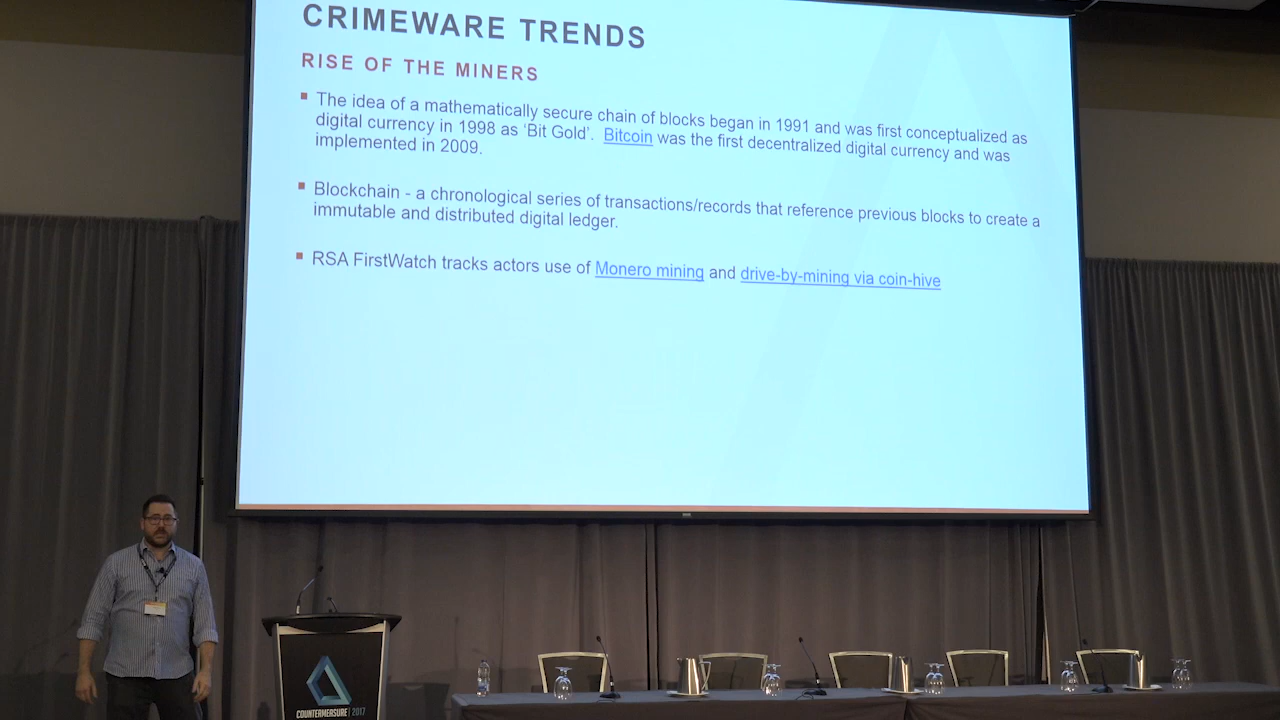 CRIMEWARE TRENDS
RISE OF THE MINERS
The idea of a mathematically secure chain of blocks began in 1991 and was first conceptualized as
digital currency in 1998 as ‘Bit Gold’. Bitcoin was the first decentralized digital currency and was
implemented in 2009.
Blockchain - a chronological series of transactions/records that reference previous blocks to create a
immutable and distributed digital ledger.
RSA FirstWatch tracks actors use of Monero mining and drive-by-mining via coin-hive
COUNTERMEASURE | 2017